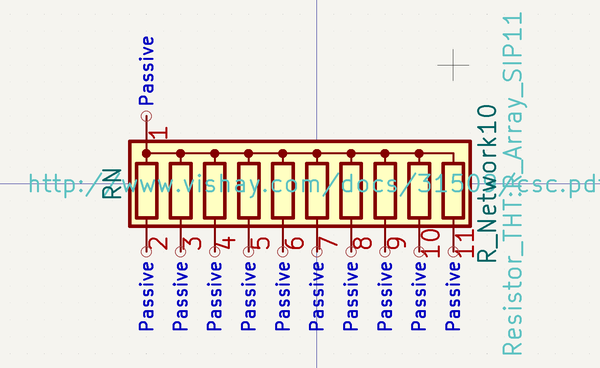 Passive
1
RN
http://www.vishay.com/docs/31509/csc.pdf
R_Network10
Resistor_THT:R_Array_SIP11
2
3
4
5
6
7
8
9
10
11
Passive
Passive
Passive
Passive
Passive
Passive
Passive
Passive
Passive
Passive